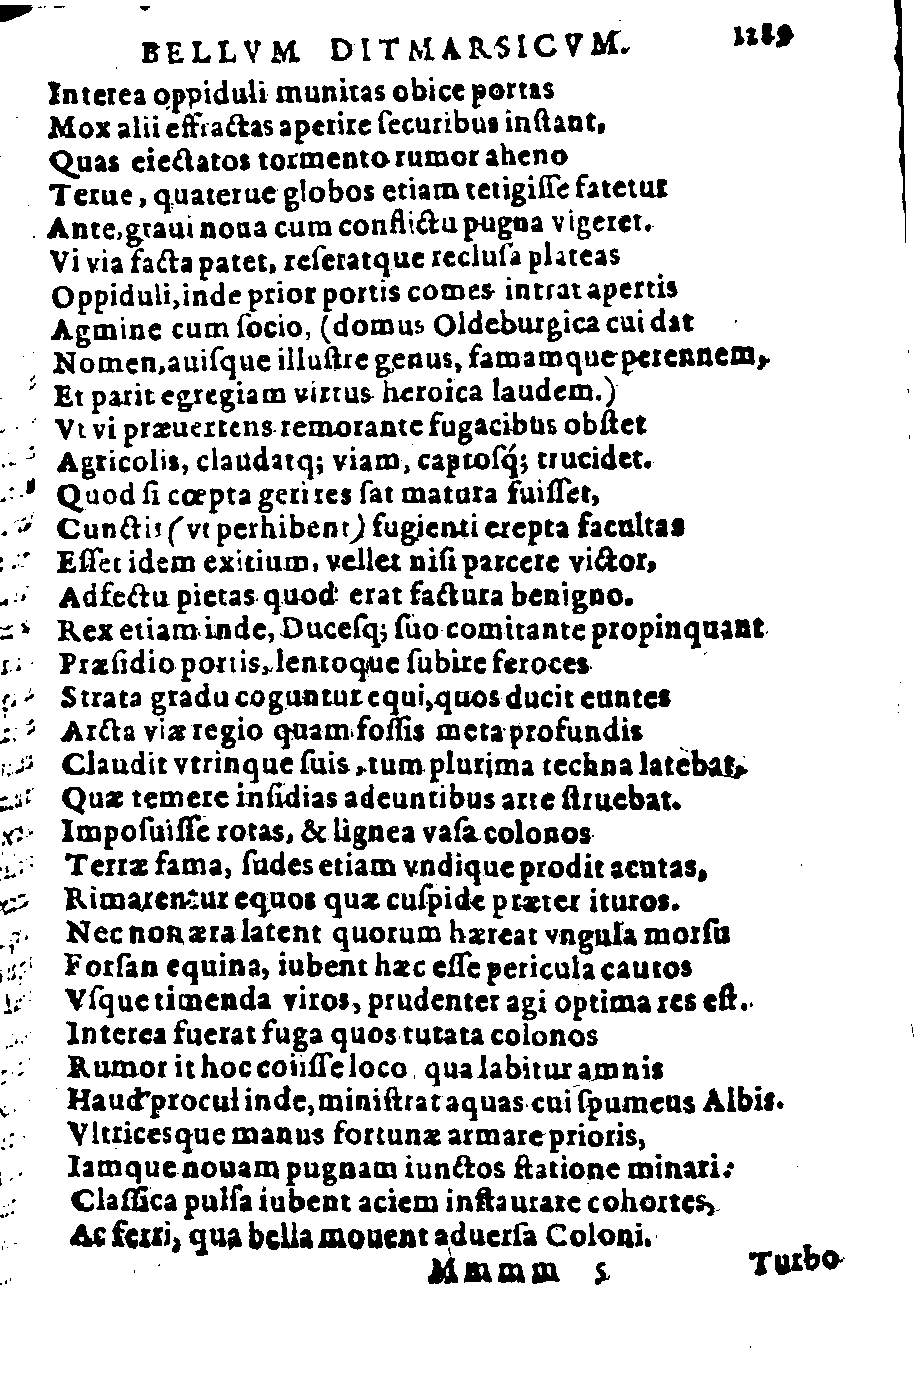 BELLVM DITMARSICVM. 1189
Interea oppiduli munitas obice portas
Mox alii effractas aperire ſecuribus inſtant,
Quas eiectatos tormento rumor aheno
Terue, quaterue globos etiam tetigiſſe fatetur
Ante, graui noua cum conflictu pugna vigeret.
Vi via facta patet, reſeratque recluſa plateas
Oppiduli, inde prior portis comes intrat apertis
Agmine cum ſocio, (domus Oldeburgica cui dat
Nomen, auiſque illuſtre genus, famamque perennem,
Et parit egregiam virtus heroica laudem.)
Vt vi præuertens remorante fugacibus obſtet
Agricolis, claudatq; viam, captoſq́; trucidet.
Quod ſi cœpta geri res ſat matura fuiſſet,
Cunctis (vt perhibent) fugienti erepta facultas
Eſſet idem exitium, vellet niſi parcere victor,
Adfectu pietas quod erat factura benigno.
Rex etiam inde, Duceſq; ſuo comitante propinquant
Præſidio portis, lentoque ſubire feroces
Strata gradu coguntur equi, quos ducit euntes
Arcta viæ regio quam foſſis meta profundis
Claudit vtrinque ſuis, tum plurima techna latebat,
Quæ temere inſidias adeuntibus arte ſtruebat.
Impoſuiſſe rotas, & lignea vaſa colonos
Terræ fama, ſudes etiam vndique prodit acutas,
Rimarentur equos quæ cuſpide præter ituros.
Nec non æra latent quorum hæreat vngula morſu
Forſan equina, iubent hæc eſſe pericula cautos
Vſque timenda viros, prudenter agi optima res eſt.
Interea fuerat fuga quos tutata colonos
Rumor it hoc coiiſſe loco, qua labitur amnis
Haud procul inde, miniſtrat aquas cui ſpumeus Albis.
Vltricesque manus fortunæ armare prioris,
Iamque nouam pugnam iunctos ſtatione minari:
Claſſica pulſa iubent aciem inſtaurare cohortes,
Ac ferri, qua bella mouent aduerſa Coloni.
Mmmm 5 Turbo